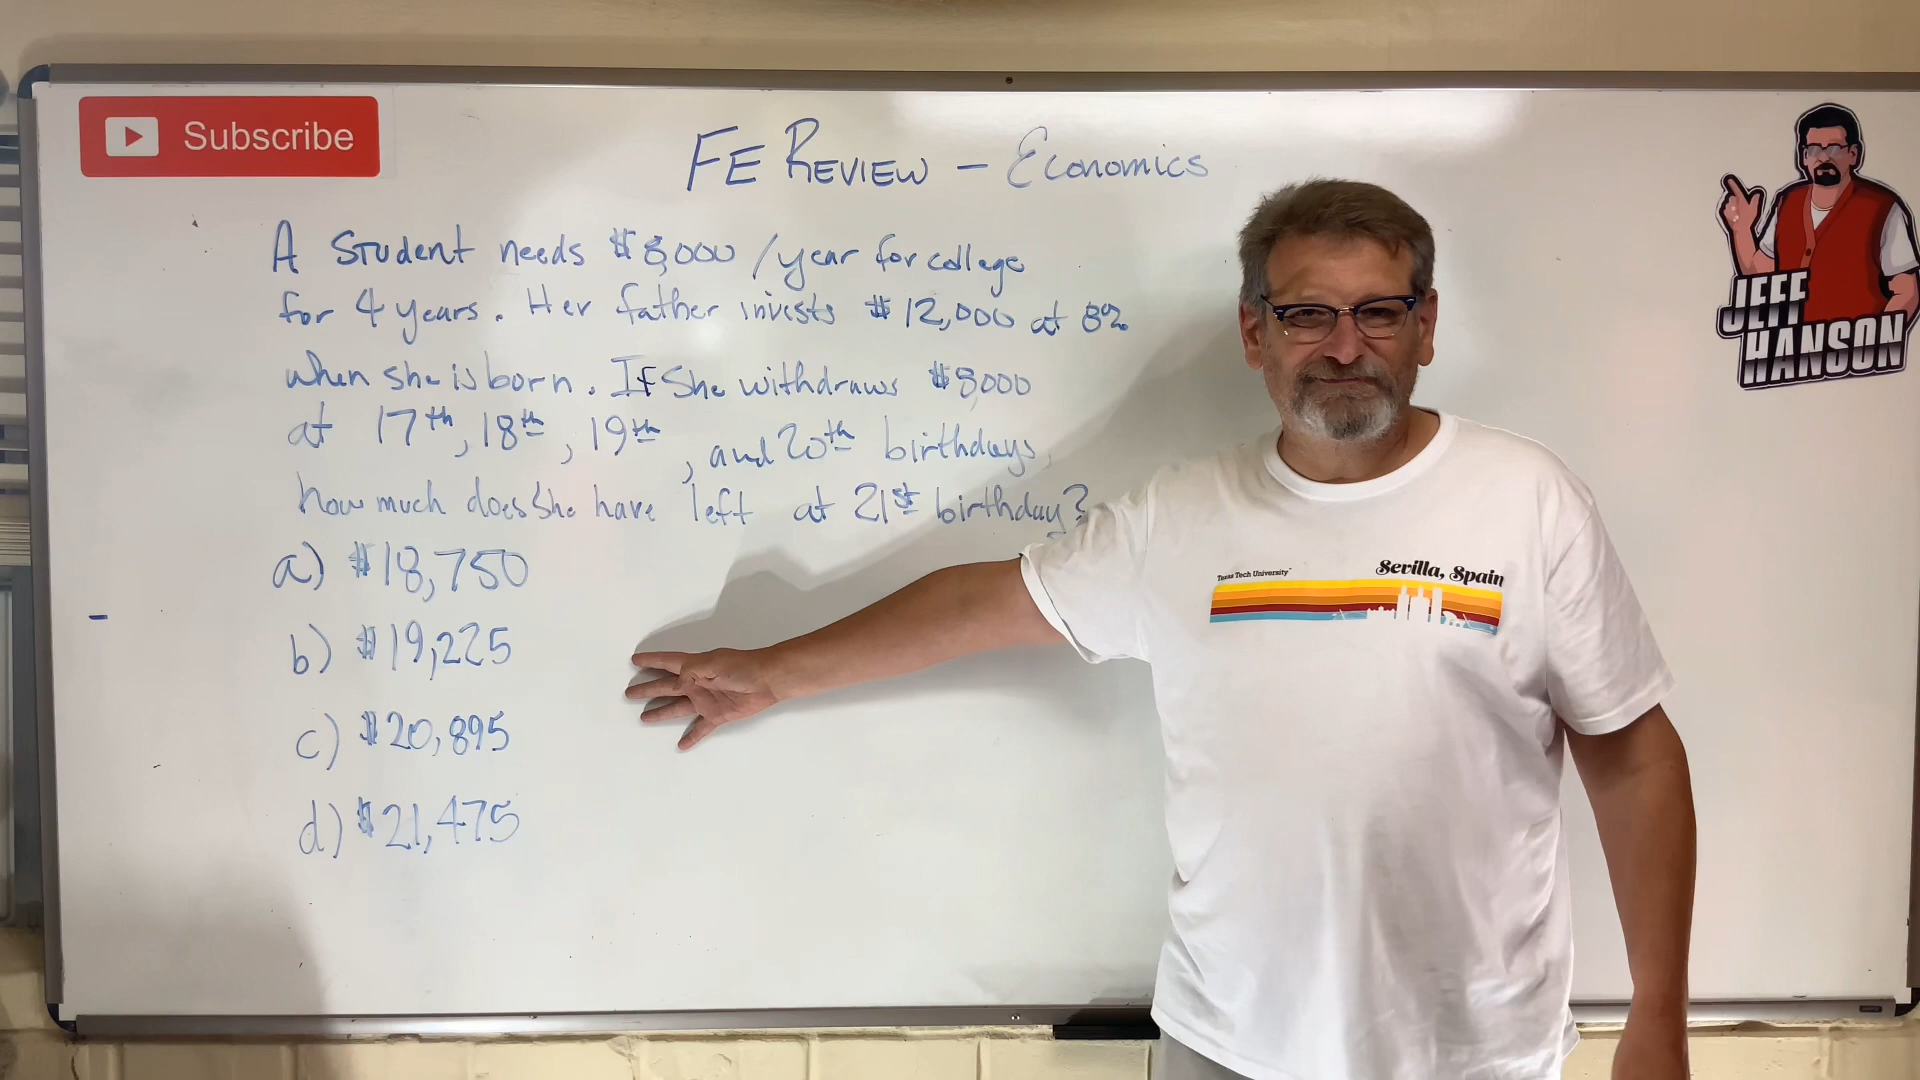 Subscribe
FE REVIEW - Economics
A Student needs $8,000 /year for college
for 4 years. Her father invests $12,000 at 8%
when she is born. If She withdraws $8,000
at 17th, 18th, 19th, and 20th birthdays,
how much does She have left at 21st birthday?
a) $18,750
b) $19,225
c) $20,895
d) $21,475
JEFF
HANSON
Texas Tech University
Sevilla, Spain